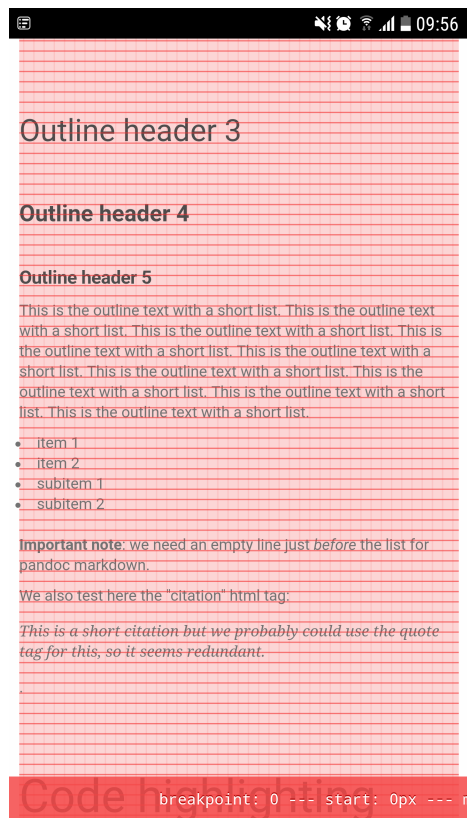 09:56
Outline header 3
Outline header 4
Outline header 5
This is the outline text with a short list. This is the outline text
with a short list. This is the outline text with a short list. This is
the outline text with a short list. This is the outline text with a
short list. This is the outline text with a short list. This is the
outline text with a short list. This is the outline text with a short
list. This is the outline text with a short list.
• item 1
• item 2
• subitem 1
• subitem 2
Important note: we need an empty line just before the list for
pandoc markdown.
We also test here the "citation" html tag:
This is a short citation but we probably could use the quote
tag for this, so it seems redundant.
.
Code highlighting
breakpoint: 0 --- start: 0px ---